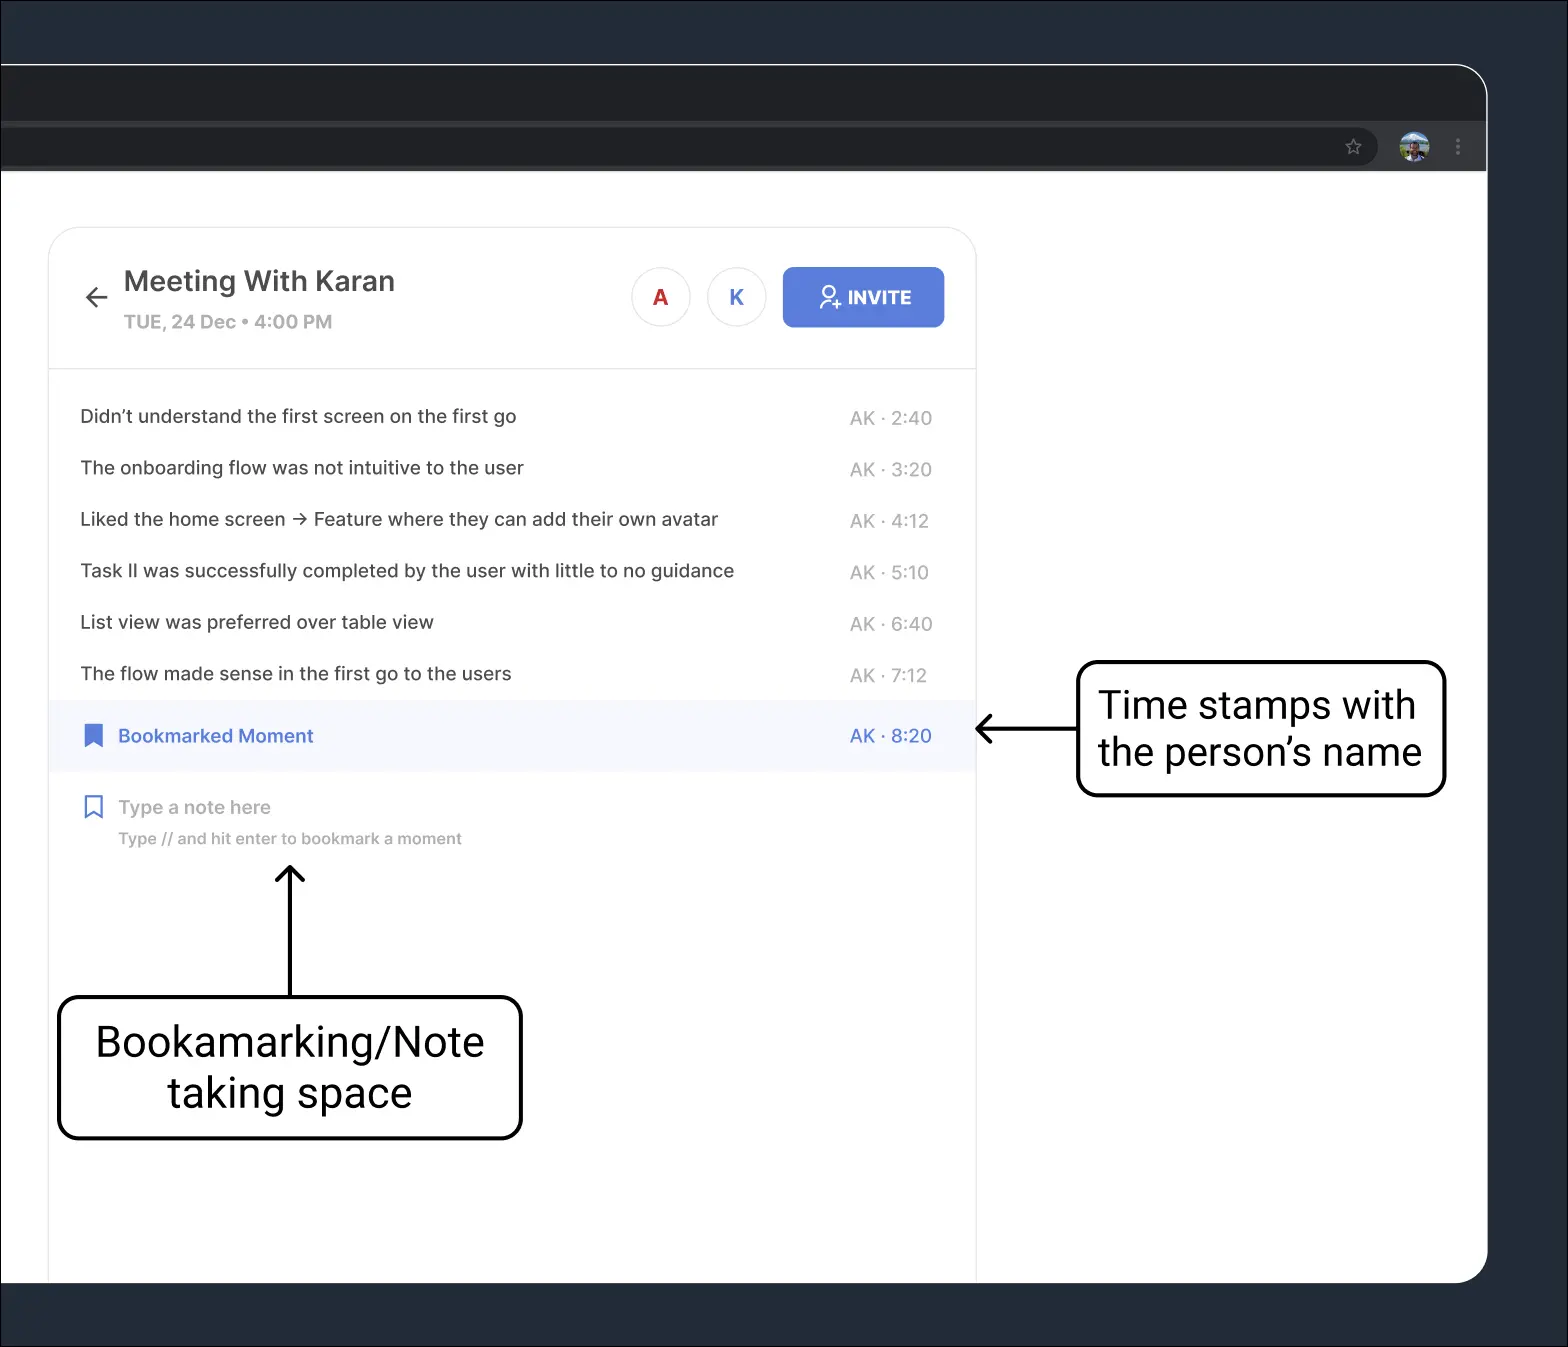 Meeting With Karan
TUE, 24 Dec • 4:00 PM
A
K
INVITE
Didn’t understand the first screen on the first go
AK · 2:40
The onboarding flow was not intuitive to the user
AK · 3:20
Liked the home screen → Feature where they can add their own avatar
AK · 4:12
Task II was successfully completed by the user with little to no guidance
AK · 5:10
List view was preferred over table view
AK · 6:40
The flow made sense in the first go to the users
AK · 7:12
Bookmarked Moment
AK · 8:20
Time stamps with
the person’s name
Type a note here
Type // and hit enter to bookmark a moment
Bookamarking/Note
taking space